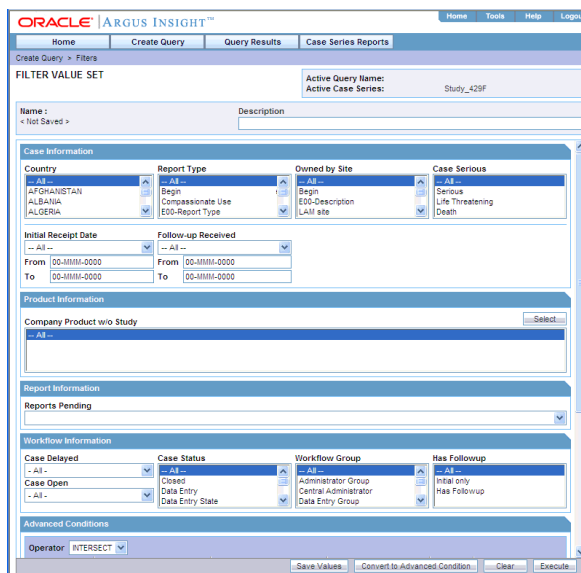 ORACLE ARGUS INSIGHT™
Home Tools Help Logou
Home Create Query Query Results Case Series Reports
Create Query > Filters
FILTER VALUE SET
Active Query Name:
Active Case Series: Study_429F
Name : Description
< Not Saved >
Case Information
Country Report Type Owned by Site Case Serious
-- All -- -- All -- -- All -- -- All --
AFGHANISTAN Begin Begin Serious
ALBANIA Compassionate Use E00-Description Life Threatening
ALGERIA E00-Report Type LAM site Death
Initial Receipt Date Follow-up Received
-- All -- -- All --
From 00-MMM-0000 From 00-MMM-0000
To 00-MMM-0000 To 00-MMM-0000
Product Information
Company Product w/o Study Select
-- All --
Report Information
Reports Pending
Workflow Information
Case Delayed Case Status Workflow Group Has Followup
- All - -- All -- -- All -- -- All --
Case Open Closed Administrator Group Initial only
- All - Data Entry Central Administrator Has Followup
Data Entry State Data Entry Group
Advanced Conditions
Operator INTERSECT
Save Values Convert to Advanced Condition Clear Execute